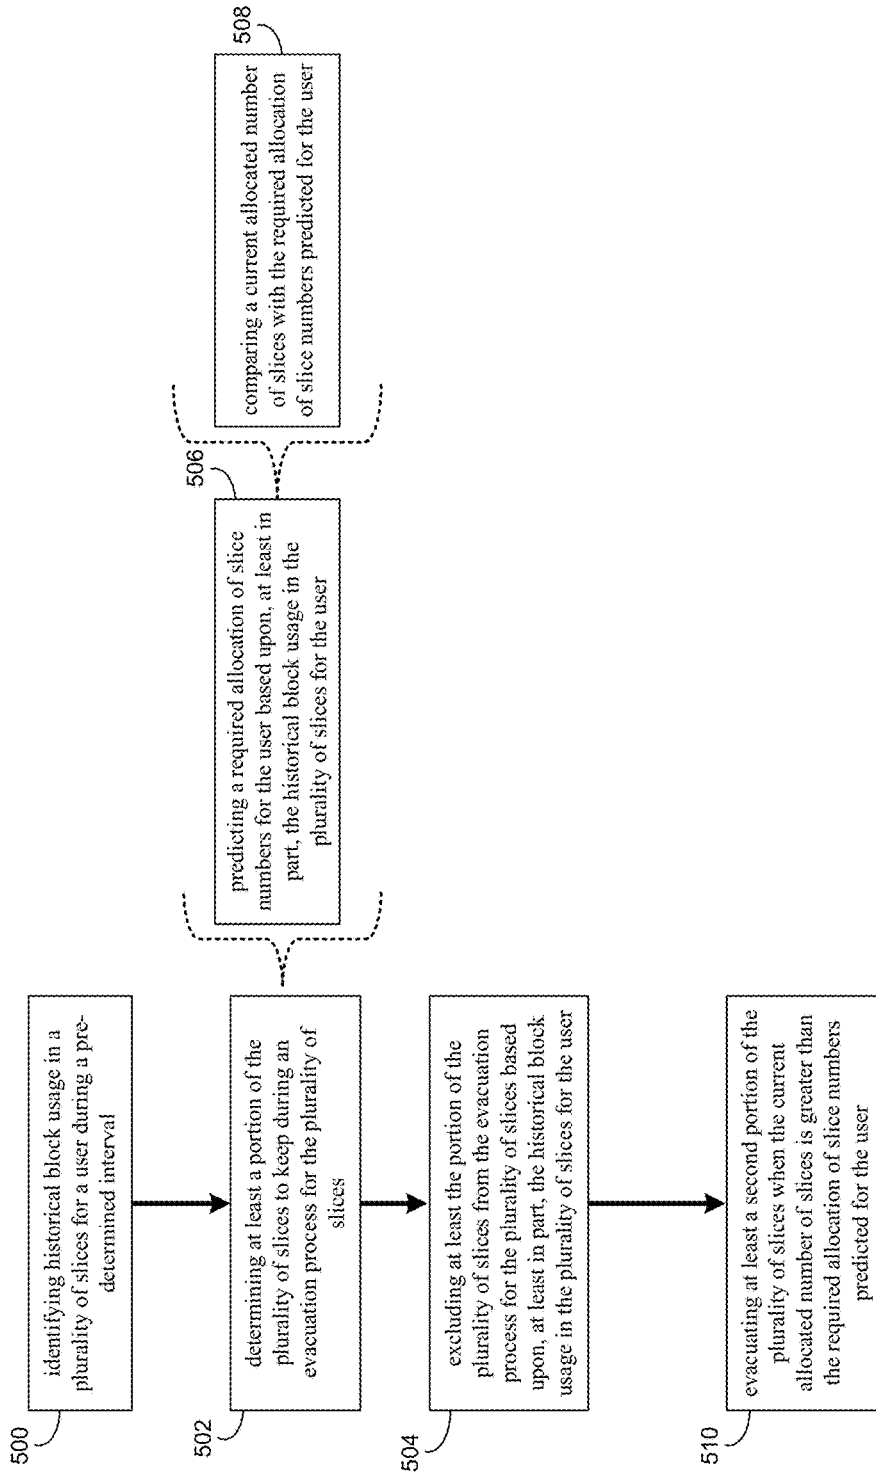 500
identifying historical block usage in a
plurality of slices for a user during a pre-
determined interval
502
determining at least a portion of the
plurality of slices to keep during an
evacuation process for the plurality of
slices
506
predicting a required allocation of slice
numbers for the user based upon, at least in
part, the historical block usage in the
plurality of slices for the user
508
comparing a current allocated number
of slices with the required allocation
of slice numbers predicted for the user
504
excluding at least the portion of the
plurality of slices from the evacuation
process for the plurality of slices based
upon, at least in part, the historical block
usage in the plurality of slices for the user
510
evacuating at least a second portion of the
plurality of slices when the current
allocated number of slices is greater than
the required allocation of slice numbers
predicted for the user